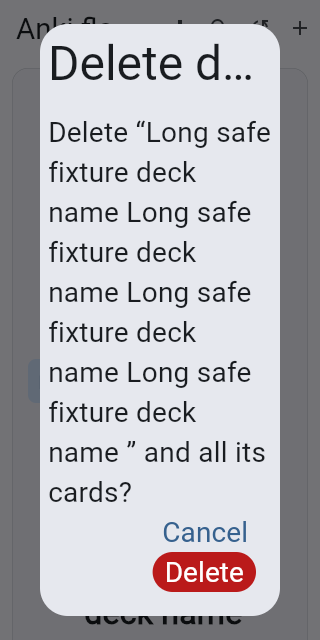 Anki fla
Delete d...
Delete “Long safe
fixture deck
name Long safe
fixture deck
name Long safe
fixture deck
name Long safe
fixture deck
name ” and all its
cards?
Cancel
Delete
deck name